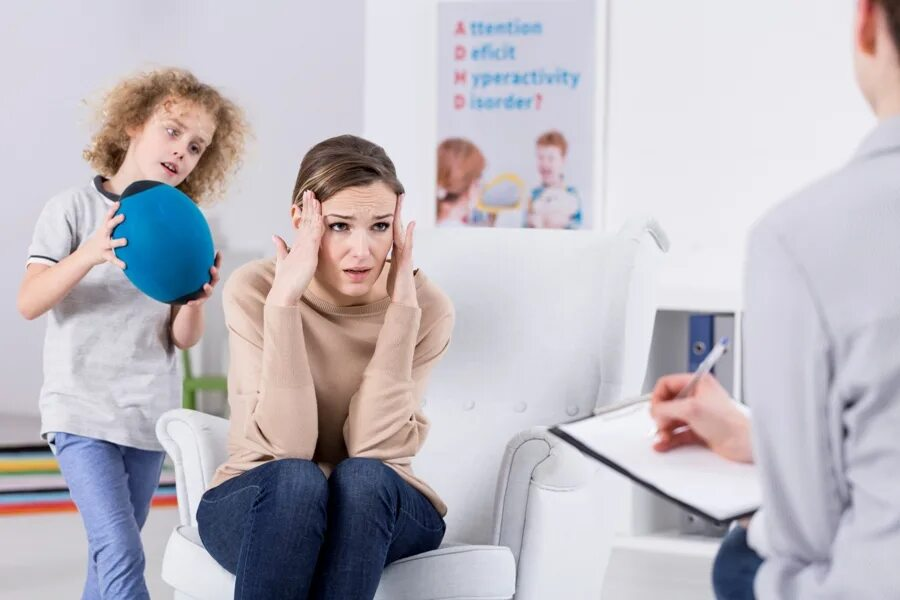 Attention
Deficit
Hyperactivity
Disorder?